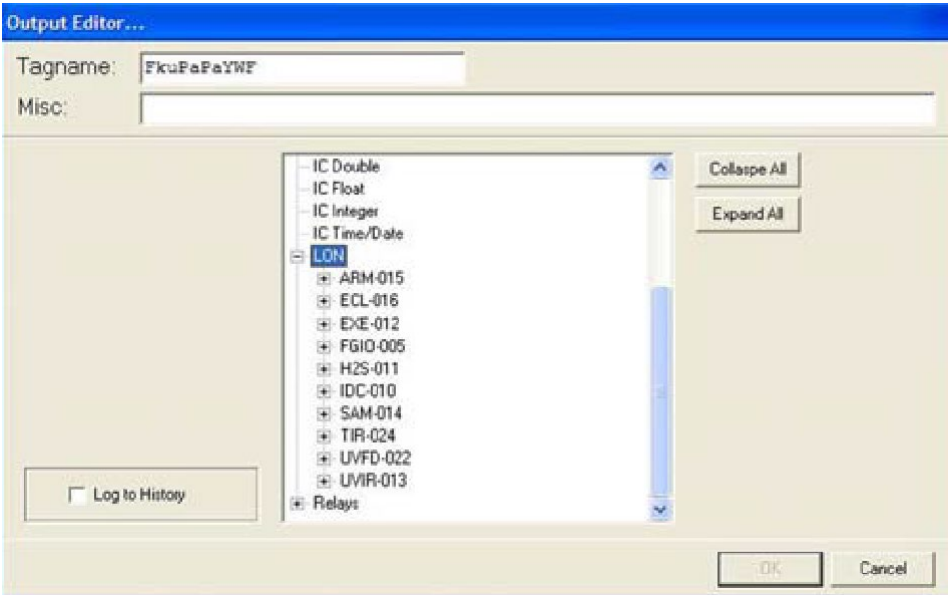 Output Editor...
Tagname: FkuPaPaYWF
Misc:
IC Double
IC Float
IC Integer
IC Time/Date
LON
ARM-015
ECL-016
EXE-012
FGIO-005
H2S-011
IDC-010
SAM-014
TIR-024
UVFD-022
UVIR-013
Relays
Collaspe All
Expand All
Log to History
OK
Cancel